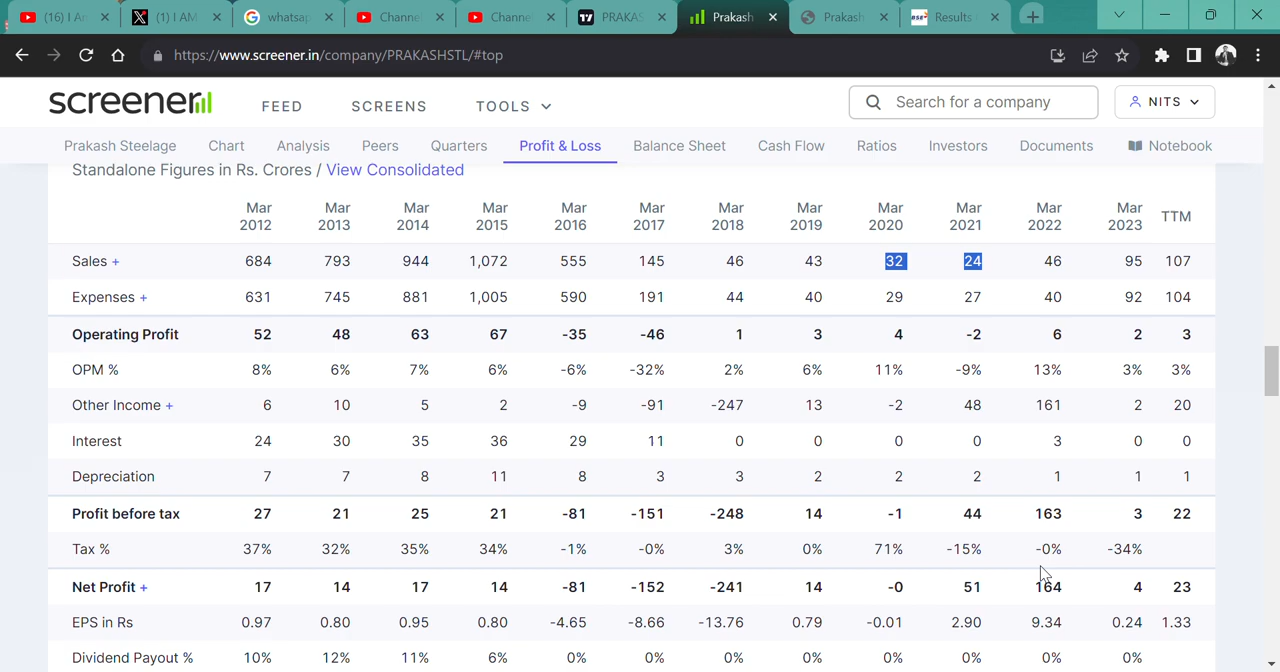 (16) I An
(1) I AM
whatsap
Channel
Channel
PRAKAS
Prakash
Prakash
Results
https://www.screener.in/company/PRAKASHSTL/#top
screener
FEED SCREENS TOOLS
Search for a company
NITS
Prakash Steelage Chart Analysis Peers Quarters Profit & Loss Balance Sheet Cash Flow Ratios Investors Documents Notebook
Standalone Figures in Rs. Crores / View Consolidated
Mar 2012 Mar 2013 Mar 2014 Mar 2015 Mar 2016 Mar 2017 Mar 2018 Mar 2019 Mar 2020 Mar 2021 Mar 2022 Mar 2023 TTM
Sales + 684 793 944 1,072 555 145 46 43 32 24 46 95 107
Expenses + 631 745 881 1,005 590 191 44 40 29 27 40 92 104
Operating Profit 52 48 63 67 -35 -46 1 3 4 -2 6 2 3
OPM % 8% 6% 7% 6% -6% -32% 2% 6% 11% -9% 13% 3% 3%
Other Income + 6 10 5 2 -9 -91 -247 13 -2 48 161 2 20
Interest 24 30 35 36 29 11 0 0 0 0 3 0 0
Depreciation 7 7 8 11 8 3 3 2 2 2 1 1 1
Profit before tax 27 21 25 21 -81 -151 -248 14 -1 44 163 3 22
Tax % 37% 32% 35% 34% -1% -0% 3% 0% 71% -15% -0% -34%
Net Profit + 17 14 17 14 -81 -152 -241 14 -0 51 164 4 23
EPS in Rs 0.97 0.80 0.95 0.80 -4.65 -8.66 -13.76 0.79 -0.01 2.90 9.34 0.24 1.33
Dividend Payout % 10% 12% 11% 6% 0% 0% 0% 0% 0% 0% 0% 0%